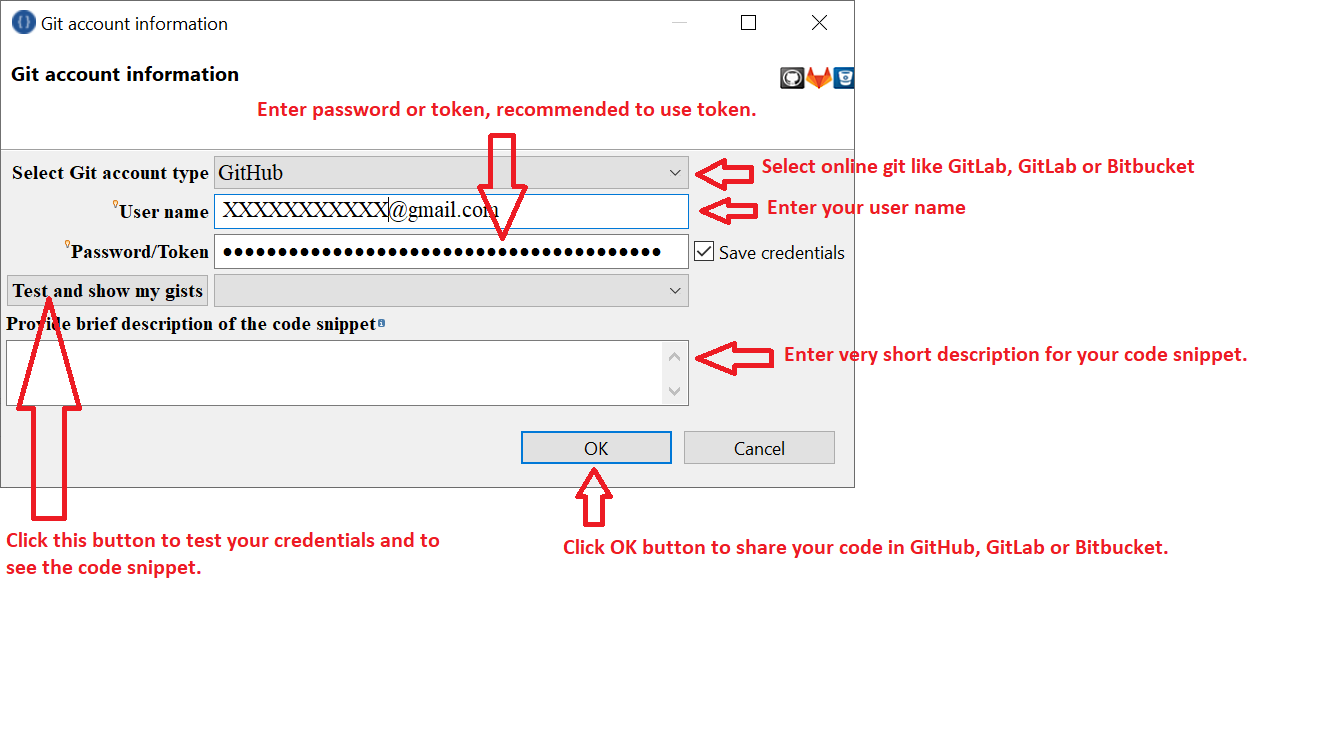 Git account information
Git account information
Enter password or token, recommended to use token.
Select Git account type
GitHub
Select online git like GitLab, GitLab or Bitbucket
User name
XXXXXXXXXXX@gmail.com
Enter your user name
Password/Token
●●●●●●●●●●●●●●●●●●●●●●●●●●●●●●●●●●●●●●●●
Save credentials
Test and show my gists
Provide brief description of the code snippet
Enter very short description for your code snippet.
OK
Cancel
Click this button to test your credentials and to
see the code snippet.
Click OK button to share your code in GitHub, GitLab or Bitbucket.